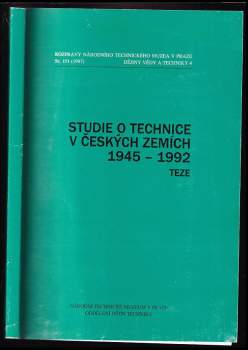 ROZPRAVY NÁRODNÍHO TECHNICKÉHO MUZEA V PRAZE
Sv. 151 (1997) DĚJINY VĚDY A TECHNIKY 4
STUDIE O TECHNICE
V ČESKÝCH ZEMÍCH
1945 – 1992
TEZE
NÁRODNÍ TECHNICKÉ MUZEUM V PRAZE
ODDĚLENÍ DĚJIN TECHNIKY